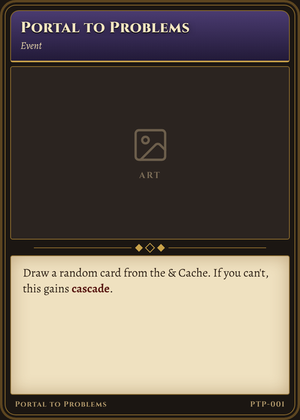 Portal to Problems
Event
ART
Draw a random card from the & Cache. If you can't,
this gains cascade.
Portal to Problems
PTP-001